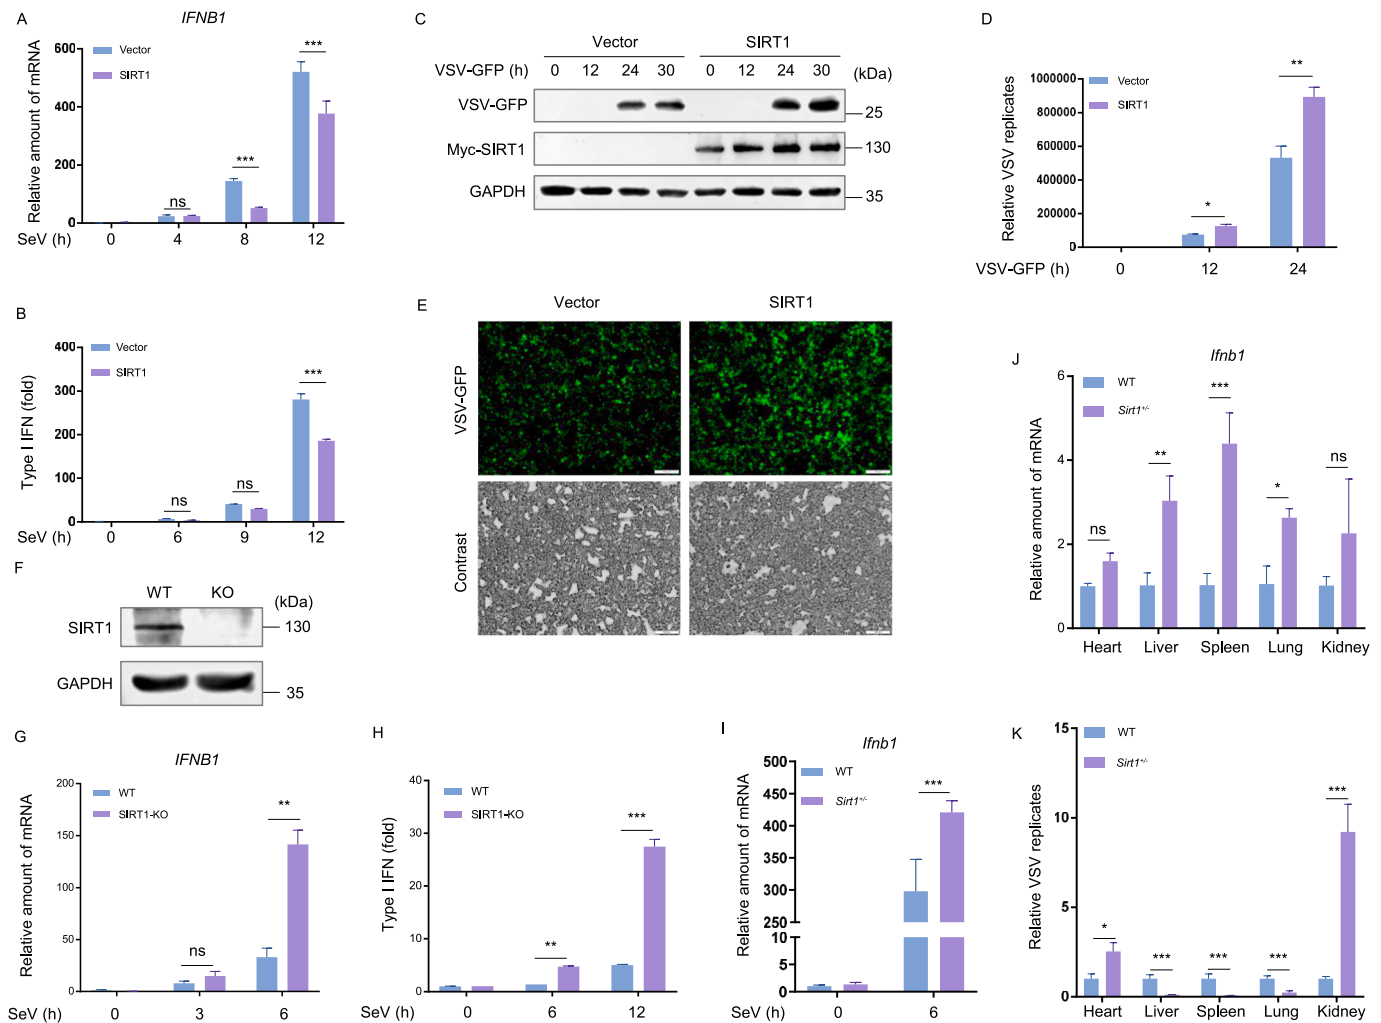 A
IFNB1
Relative amount of mRNA
600
400
200
0
Vector
SIRT1
ns
***
***
SeV (h)
0 4 8 12
B
Type I IFN (fold)
400
300
200
100
0
Vector
SIRT1
ns
ns
***
SeV (h)
0 6 9 12
C
Vector SIRT1
VSV-GFP (h) 0 12 24 30 0 12 24 30 (kDa)
VSV-GFP
25
Myc-SIRT1 130
GAPDH 35
D
Relative VSV replicates
1000000
800000
600000
400000
200000
0
Vector
SIRT1
*
**
VSV-GFP (h) 0 12 24
E
Vector SIRT1
VSV-GFP
Contrast
F
WT KO (kDa)
SIRT1 130
GAPDH
35
G
IFNB1
Relative amount of mRNA
200
150
100
50
0
WT
SIRT1-KO
ns
**
SeV (h) 0 3 6
H
Type I IFN (fold)
40
30
20
10
0
WT
SIRT1-KO
**
***
SeV (h) 0 6 12
I
Ifnb1
Relative amount of mRNA
500
450
400
350
300
250
10
5
0
WT
Sirt1+/-
***
SeV (h) 0 6
J
Ifnb1
Relative amount of mRNA
6
4
2
0
WT
Sirt1+/-
ns
**
***
*
ns
Heart Liver Spleen Lung Kidney
K
Relative VSV replicates
15
10
5
0
WT
Sirt1+/-
*
***
***
***
***
Heart Liver Spleen Lung Kidney